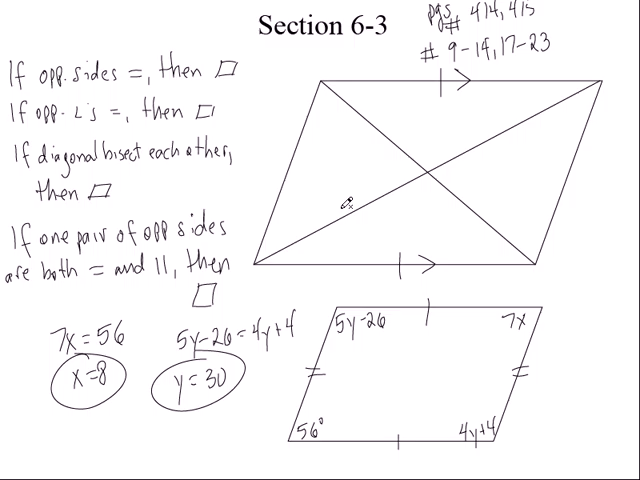 Section 6-3
pgs # 414, 415
# 9-14, 17-23
If opp. sides =, then ▱
If opp. ∠'s =, then ▱
If diagonal bisect each other,
then ▱
If one pair of opp sides
are both = and ||, then
▱
7x=56
x=8
5y-26=4y+4
y=30
5y-26
7x
56°
4y+4